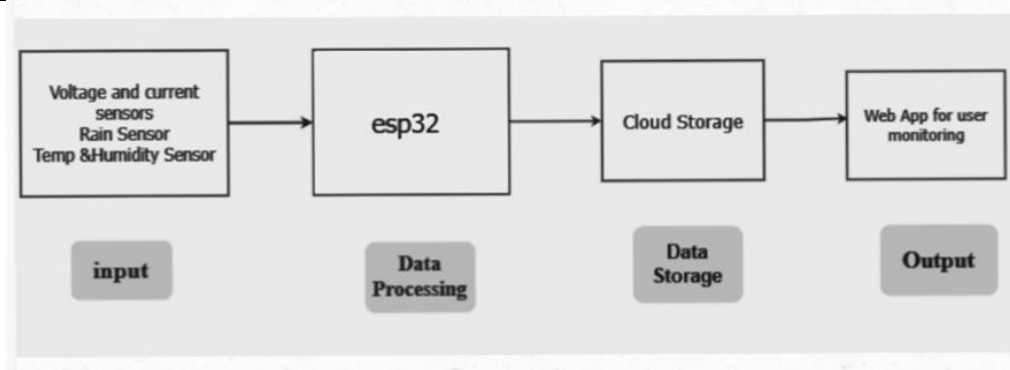 Voltage and current
sensors
Rain Sensor
Temp &Humidity Sensor
esp32
Cloud Storage
Web App for user
monitoring
input
Data
Processing
Data
Storage
Output